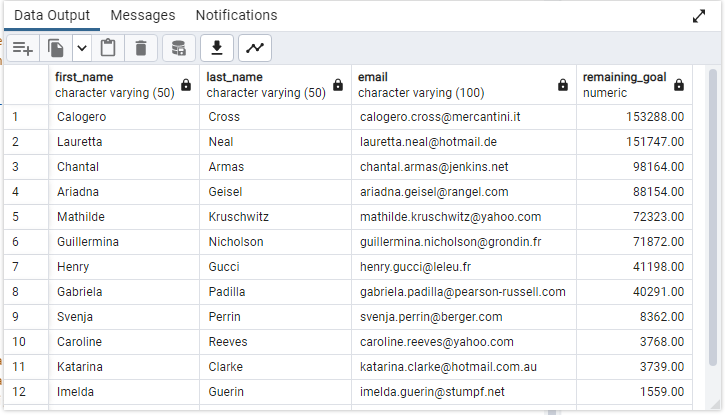 Data Output Messages Notifications
first_name last_name email remaining_goal
character varying (50) character varying (50) character varying (100) numeric
1 Calogero Cross calogero.cross@mercantini.it 153288.00
2 Lauretta Neal lauretta.neal@hotmail.de 151747.00
3 Chantal Armas chantal.armas@jenkins.net 98164.00
4 Ariadna Geisel ariadna.geisel@rangel.com 88154.00
5 Mathilde Kruschwitz mathilde.kruschwitz@yahoo.com 72323.00
6 Guillermina Nicholson guillermina.nicholson@grondin.fr 71872.00
7 Henry Gucci henry.gucci@leleu.fr 41198.00
8 Gabriela Padilla gabriela.padilla@pearson-russell.com 40291.00
9 Svenja Perrin svenja.perrin@berger.com 8362.00
10 Caroline Reeves caroline.reeves@yahoo.com 3768.00
11 Katarina Clarke katarina.clarke@hotmail.com.au 3739.00
12 Imelda Guerin imelda.guerin@stumpf.net 1559.00